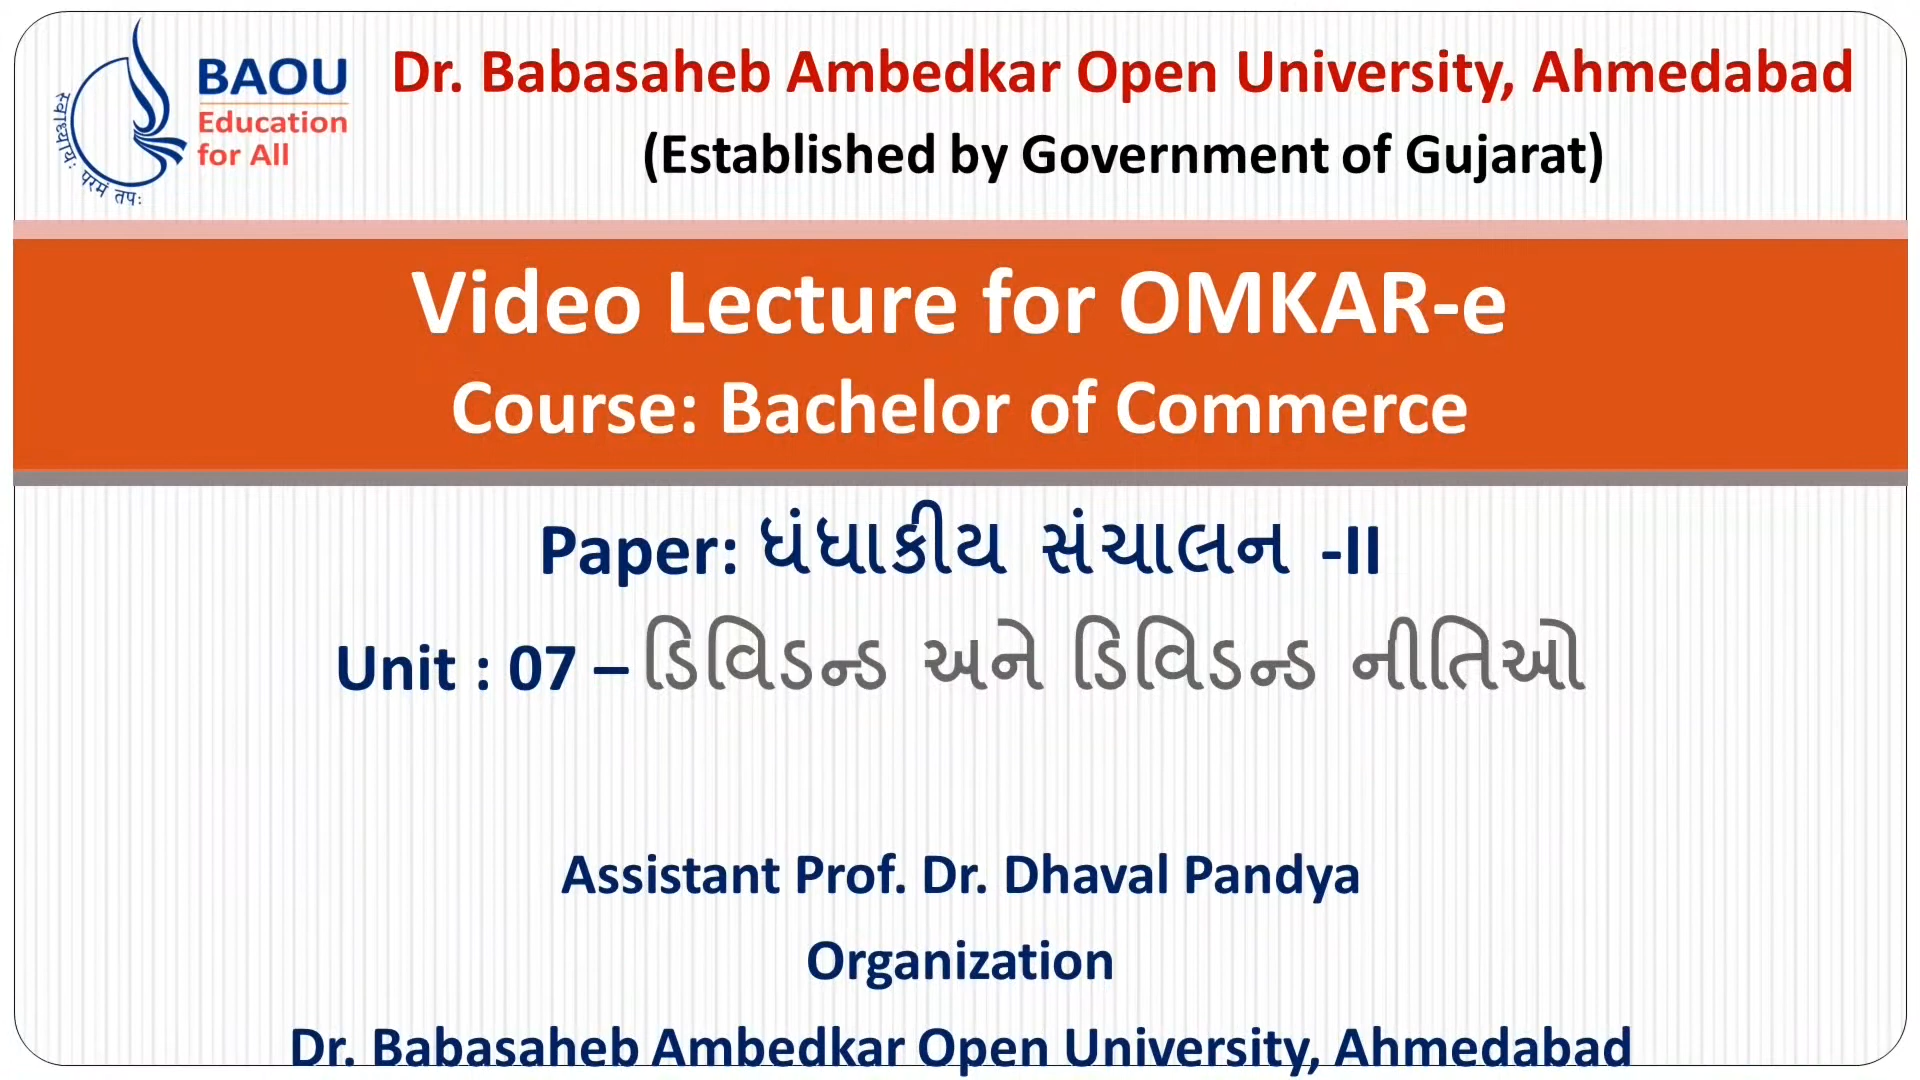 BAOU
Education
for All
स्वाध्यायः परमं तपः
Dr. Babasaheb Ambedkar Open University, Ahmedabad
(Established by Government of Gujarat)
Video Lecture for OMKAR-e
Course: Bachelor of Commerce
Paper: ધંધાકીય સંચાલન -II
Unit : 07 – ડિવિડન્ડ અને ડિવિડન્ડ નીતિઓ
Assistant Prof. Dr. Dhaval Pandya
Organization
Dr. Babasaheb Ambedkar Open University, Ahmedabad